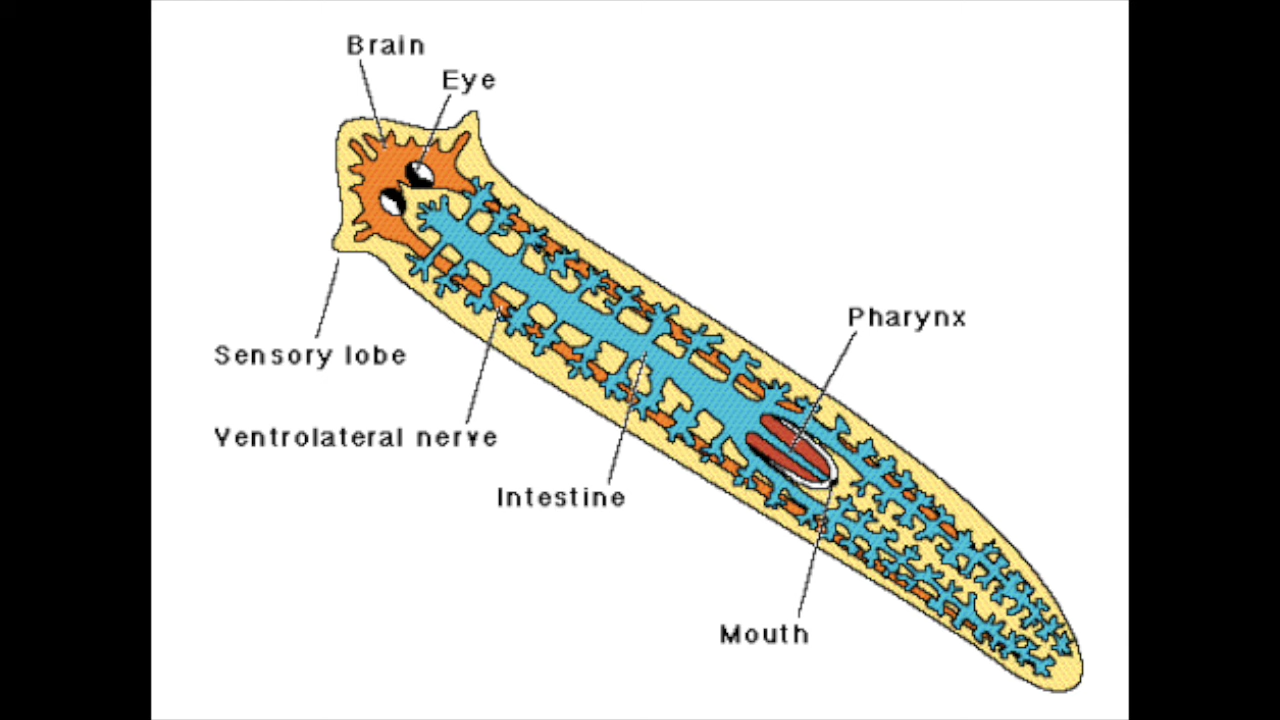 Brain
Eye
Pharynx
Sensory lobe
Ventrolateral nerve
Intestine
Mouth